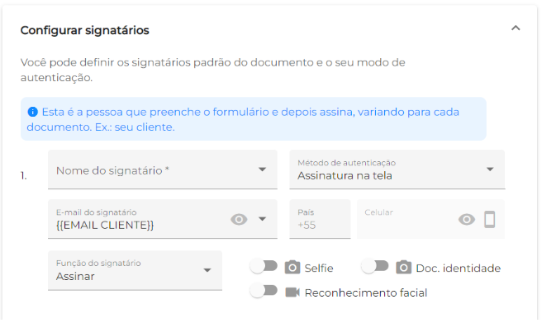 Configurar signatários
Você pode definir os signatários padrão do documento e o seu modo de
autenticação.
Esta é a pessoa que preenche o formulário e depois assina, variando para cada
documento. Ex.: seu cliente.
1.
Nome do signatário *
Método de autenticação
Assinatura na tela
E-mail do signatário
{{EMAIL CLIENTE}}
País
+55
Celular
Função do signatário
Assinar
Selfie
Doc. identidade
Reconhecimento facial